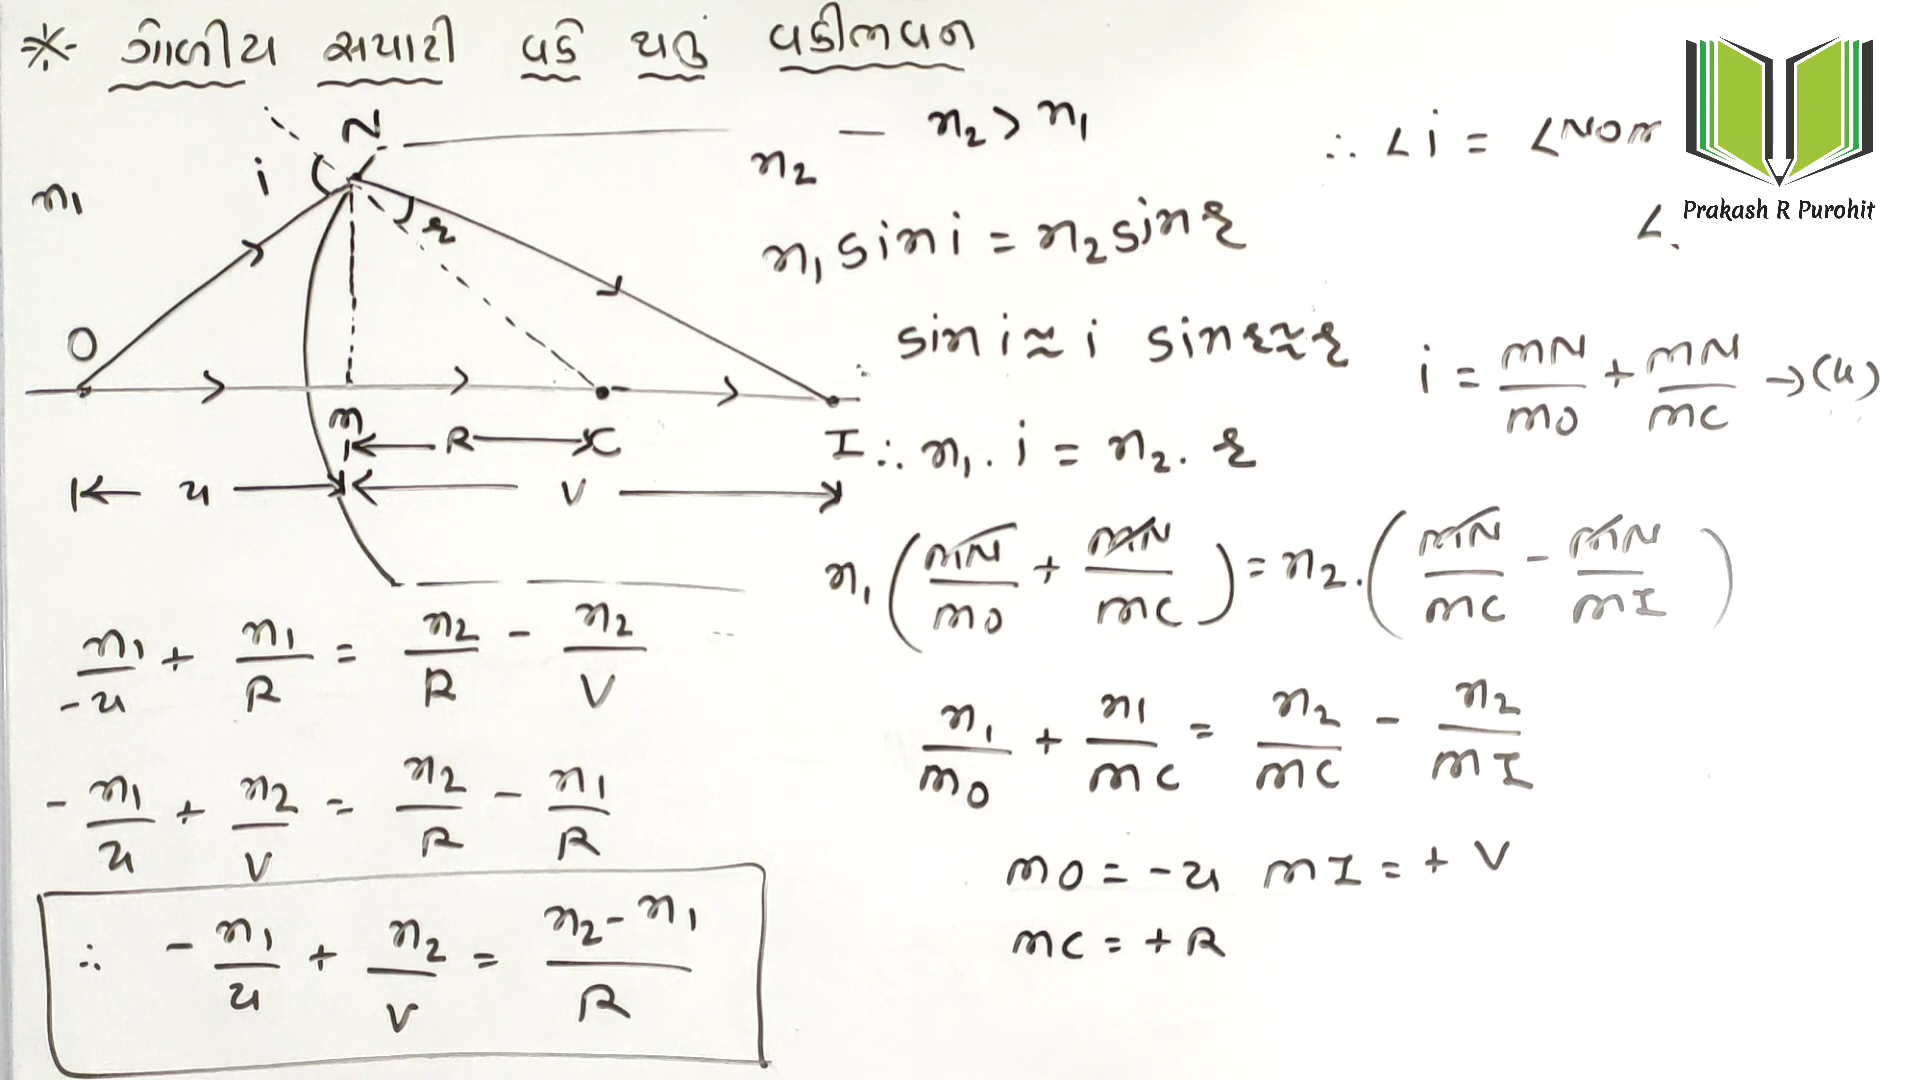 * ગોળીય સપાટી વડે થતું વક્રીભવન
N
i
n₁
n₂
r
O
M
R
C
I
u
v
- n₂ > n₁
n₁ sin i = n₂ sin r
∴ sin i ≈ i sin r ≈ r
∴ n₁ . i = n₂ . r
n₁ (MN/MO + MN/MC) = n₂ . (MN/MC - MN/MI)
n₁/MO + n₁/MC = n₂/MC - n₂/MI
MO = -u MI = + V
MC = + R
∴ ∠i = ∠NOM
∠
i = MN/MO + MN/MC → (4)
n₁/-u + n₁/R = n₂/R - n₂/V
- n₁/u + n₂/V = n₂/R - n₁/R
∴ - n₁/u + n₂/V = n₂ - n₁/R
Prakash R Purohit